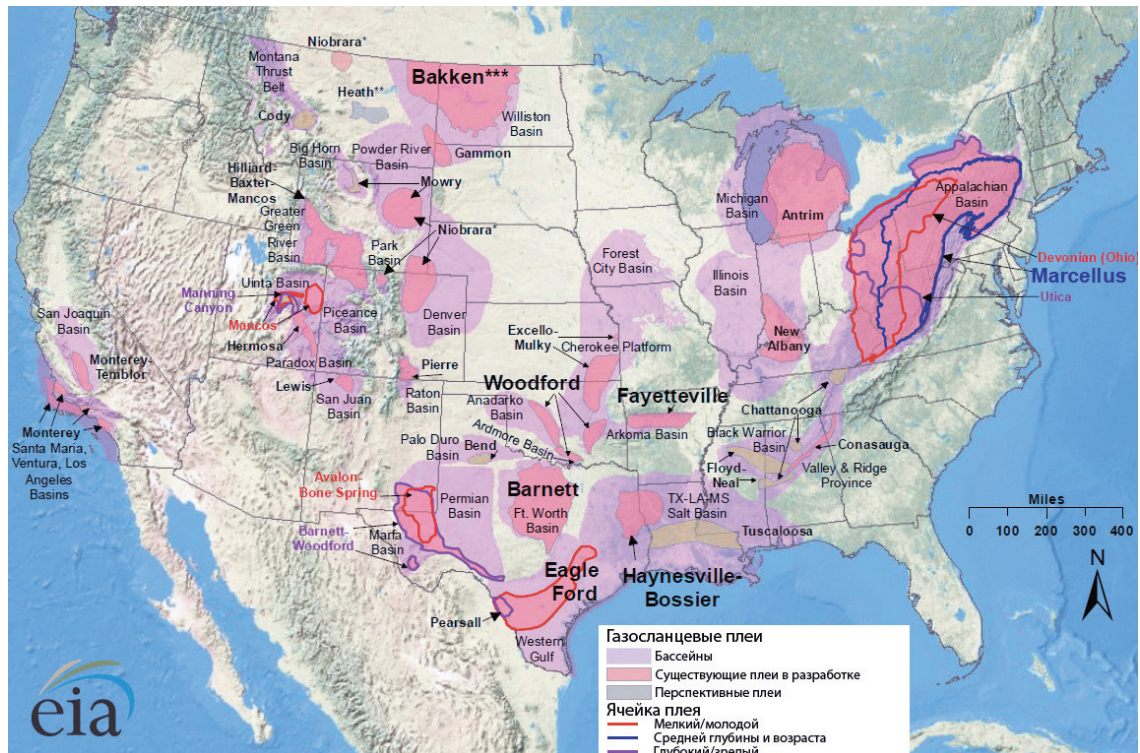 Niobrara*
Montana
Thrust
Belt
Bakken***
Heath**
Cody
Williston
Basin
Big Horn
Basin
Powder River
Basin
Gammon
Hilliard-
Baxter-
Mancos
Mowry
Greater
Green
River
Basin
Park
Basin
Niobrara*
Michigan
Basin
Antrim
Appalachian
Basin
Devonian (Ohio)
Marcellus
Utica
Forest
City Basin
Illinois
Basin
Uinta Basin
Manning
Canyon
Mancos
Piceance
Basin
Denver
Basin
San Joaquin
Basin
Hermosa
Excello-
Mulky
Cherokee Platform
New
Albany
Monterey-
Temblor
Paradox Basin
Lewis
San Juan
Basin
Pierre
Raton
Basin
Woodford
Anadarko
Basin
Fayetteville
Chattanooga
Arkoma Basin
Black Warrior
Basin
Conasauga
Monterey
Santa Maria,
Ventura, Los
Angeles
Basins
Palo Duro
Basin
Bend
Ardmore Basin
Floyd-
Neal
Valley & Ridge
Province
Avalon-
Bone Spring
Permian
Basin
Barnett
Ft. Worth
Basin
TX-LA-MS
Salt Basin
Tuscaloosa
Barnett-
Woodford
Marfa
Basin
Eagle
Ford
Haynesville-
Bossier
Pearsall
Western
Gulf
Miles
0 100 200 300 400
N
Газосланцевые плеи
Бассейны
Существующие плеи в разработке
Перспективные плеи
Ячейка плея
Мелкий/молодой
Средней глубины и возраста
Глубокий/зрелый
eia